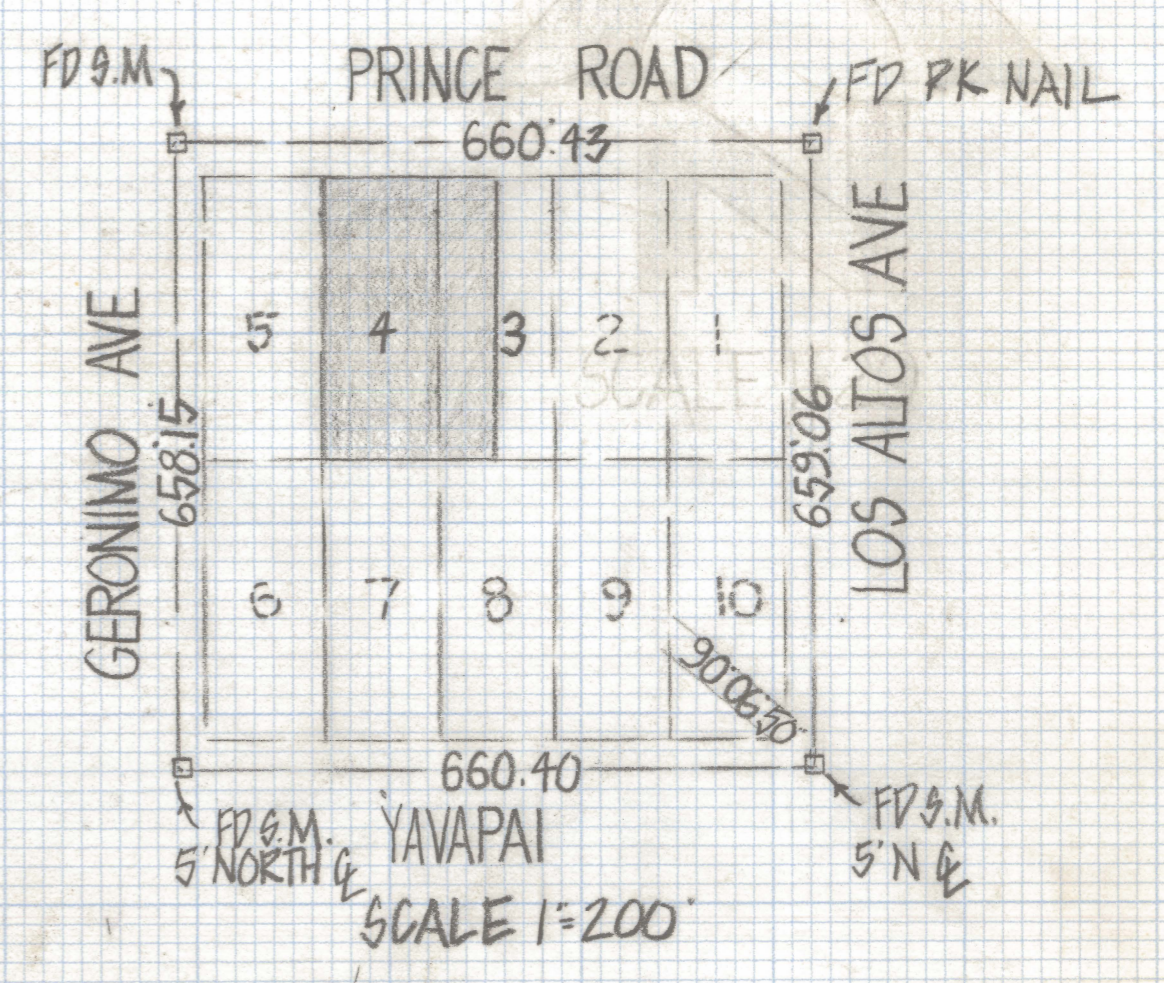 FD S.M.
PRINCE ROAD
FD PK NAIL
660.43
GERONIMO AVE
658.15
5
4
3
2
1
SCALE
659.06
LOS ALTOS AVE
6
7
8
9
10
90°06'50"
660.40
FD S.M.
5' NORTH ℄
YAVAPAI
FD S.M.
5' N ℄
SCALE 1"=200'